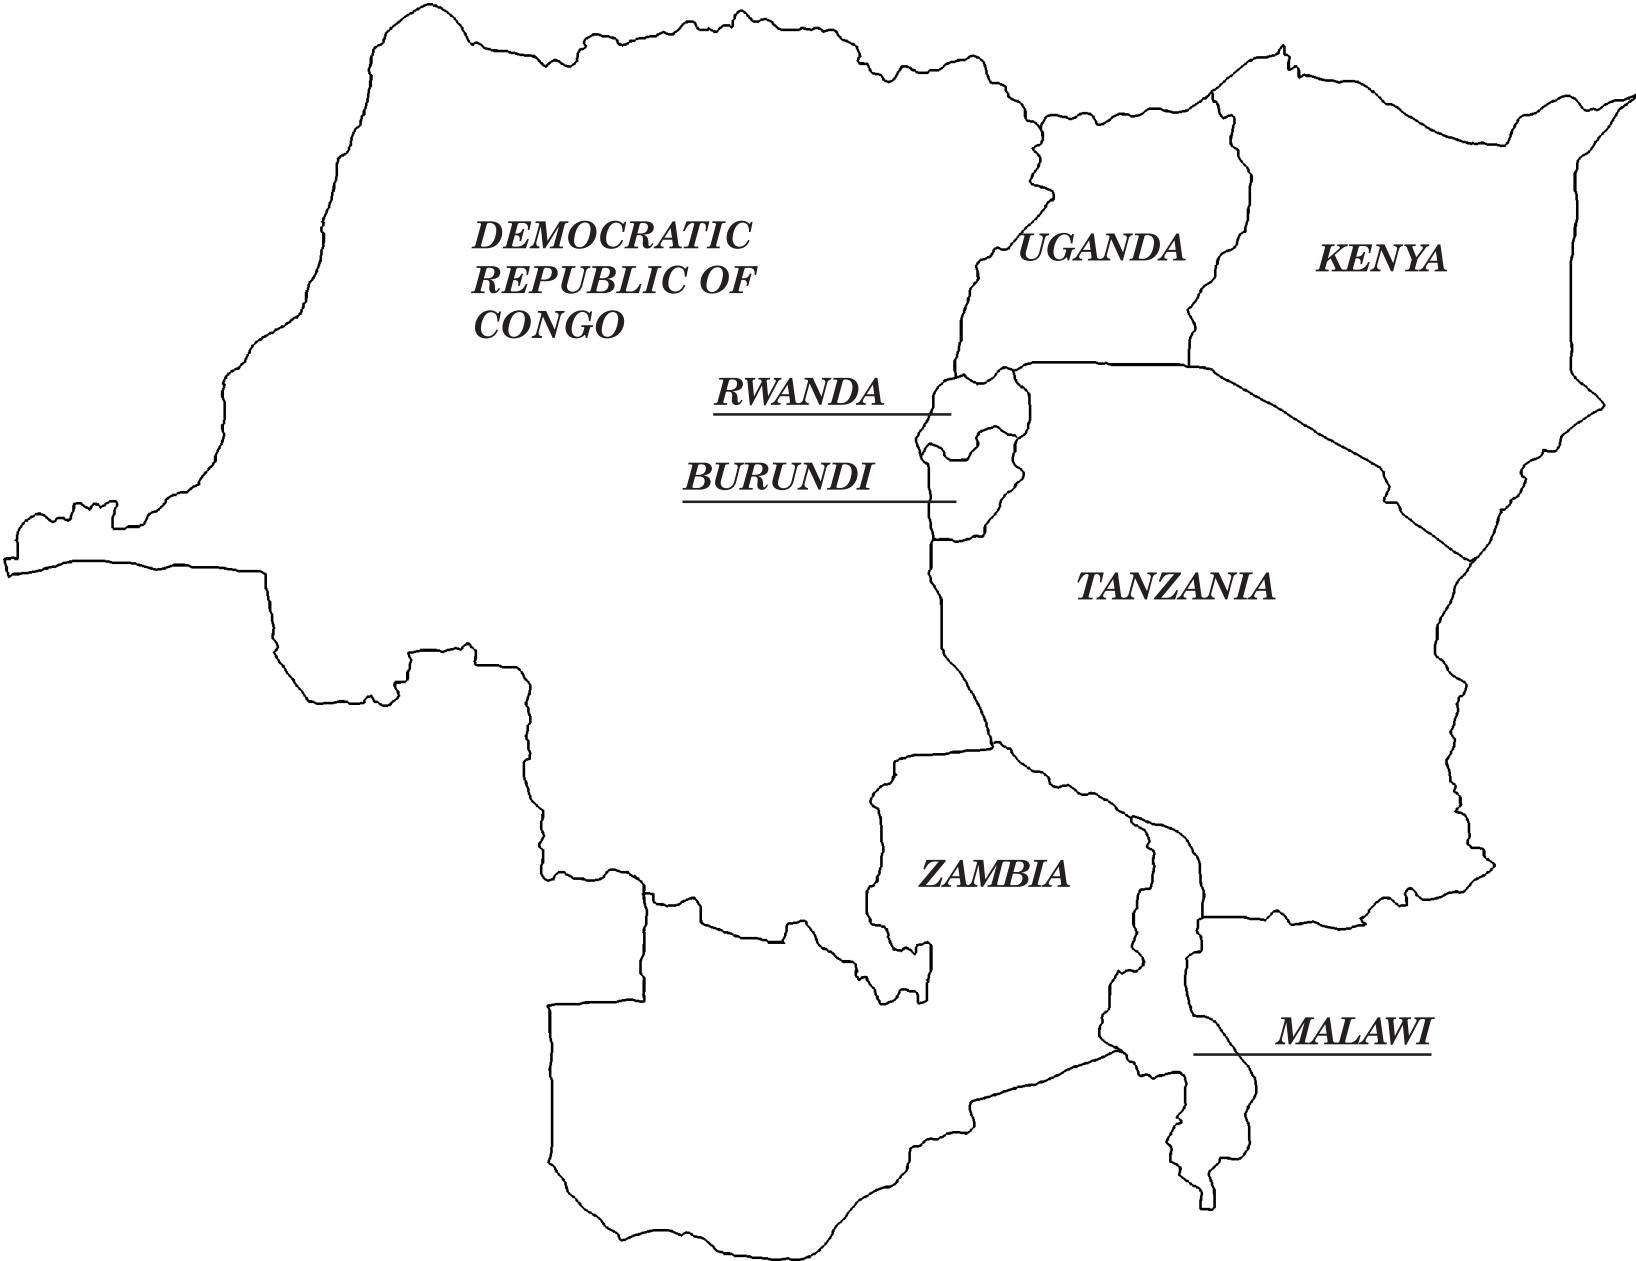 DEMOCRATIC
REPUBLIC OF
CONGO
UGANDA
KENYA
RWANDA
BURUNDI
TANZANIA
ZAMBIA
MALAWI